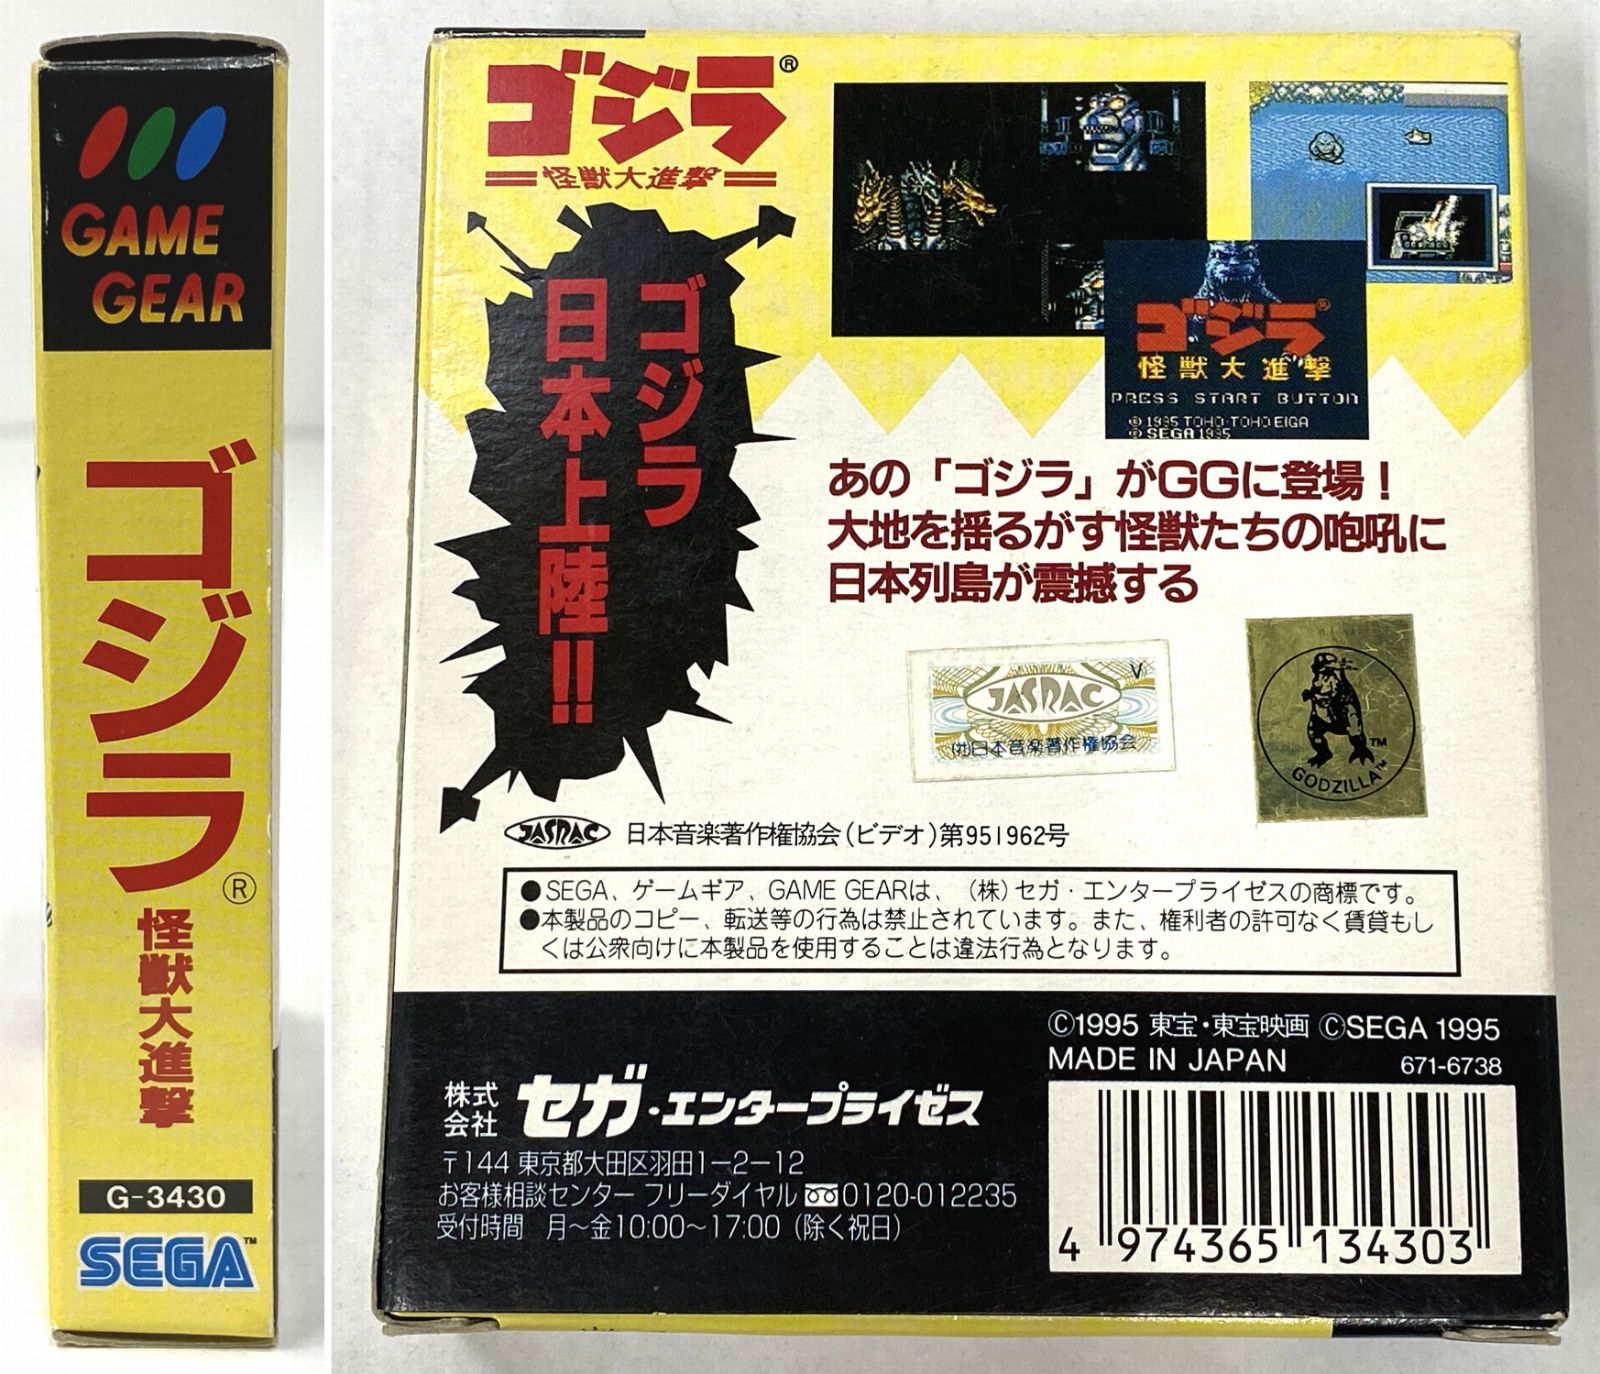 GAME
GEAR
ゴジラ®
怪獣大進撃
G-3430
SEGA™
ゴジラ®
怪獣大進撃
ゴジラ
日本上陸!!
ゴジラ®
怪獣大進撃
PRESS START BUTTON
© 1995 TOHO・TOHO EIGA
© SEGA 1995
あの「ゴジラ」がGGに登場！
大地を揺るがす怪獣たちの咆吼に
日本列島が震撼する
V
JASRAC
(社)日本音楽著作権協会
TM
GODZILLA™
JASRAC 日本音楽著作権協会(ビデオ)第951962号
●SEGA、ゲームギア、GAME GEARは、(株)セガ・エンタープライゼスの商標です。
●本製品のコピー、転送等の行為は禁止されています。また、権利者の許可なく賃貸もし
くは公衆向けに本製品を使用することは違法行為となります。
©1995 東宝・東宝映画 ©SEGA 1995
MADE IN JAPAN 671-6738
株式会社 セガ・エンタープライゼス
〒144 東京都大田区羽田1−2−12
お客様相談センター フリーダイヤル 0120-012235
受付時間 月〜金10:00〜17:00（除く祝日）
4 974365 134303